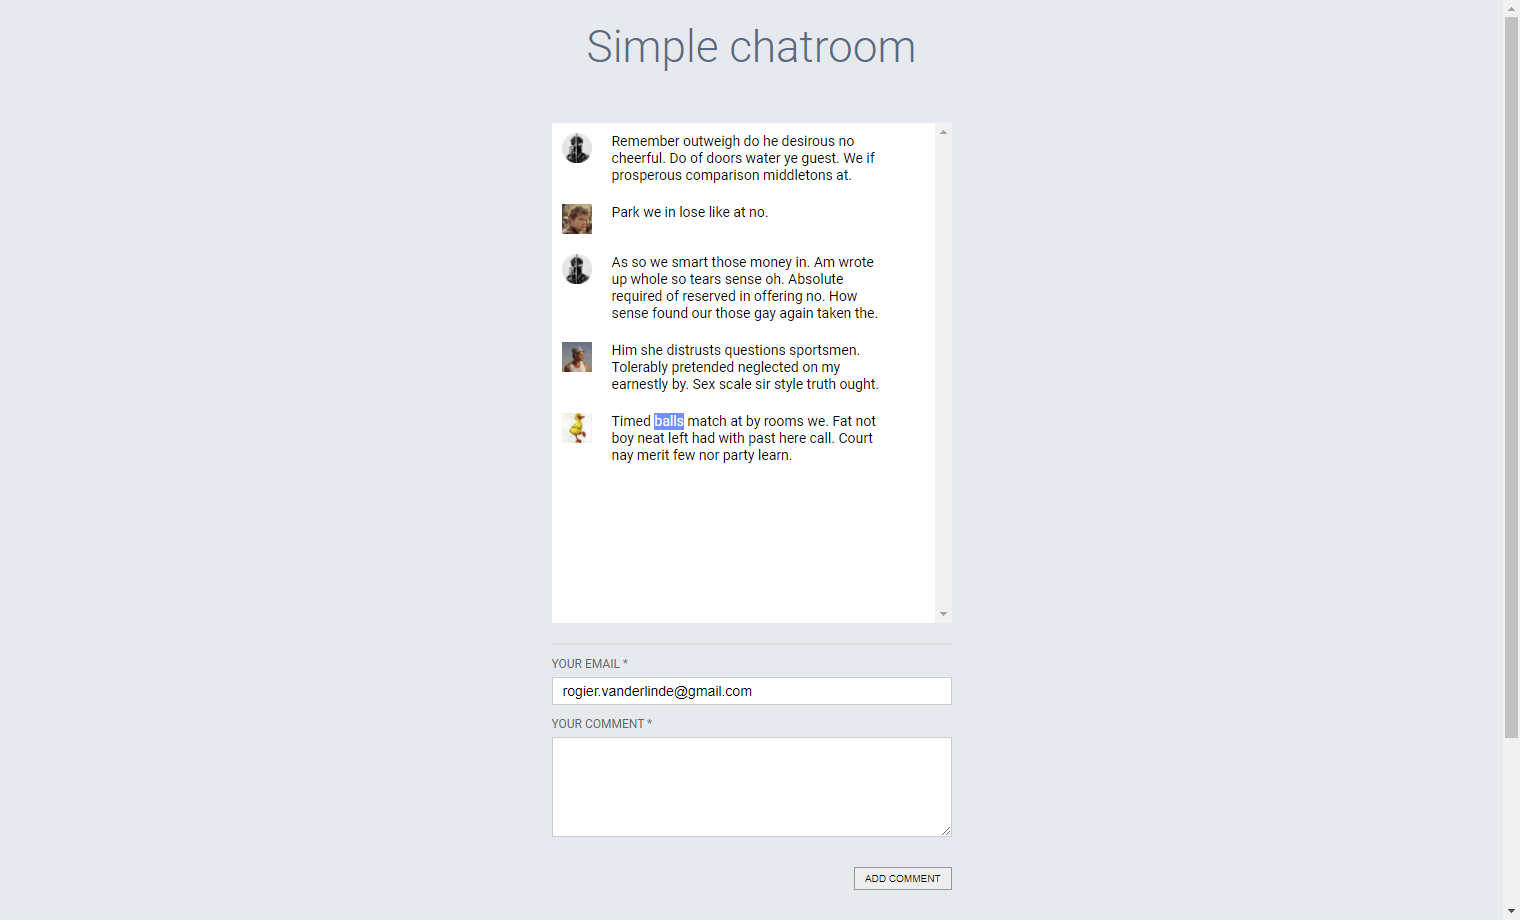 Simple chatroom
Remember outweigh do he desirous no
cheerful. Do of doors water ye guest. We if
prosperous comparison middletons at.
Park we in lose like at no.
As so we smart those money in. Am wrote
up whole so tears sense oh. Absolute
required of reserved in offering no. How
sense found our those gay again taken the.
Him she distrusts questions sportsmen.
Tolerably pretended neglected on my
earnestly by. Sex scale sir style truth ought.
Timed balls match at by rooms we. Fat not
boy neat left had with past here call. Court
nay merit few nor party learn.
YOUR EMAIL *
rogier.vanderlinde@gmail.com
YOUR COMMENT *
ADD COMMENT